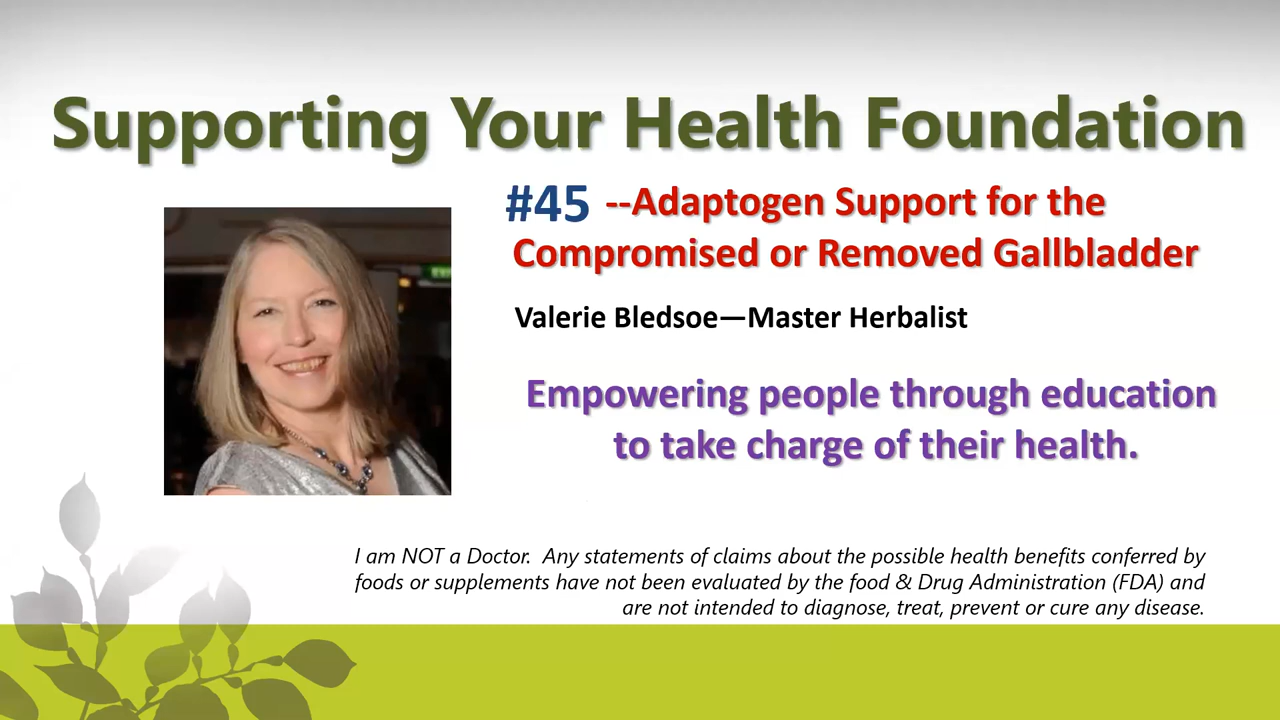 Supporting Your Health Foundation
#45 --Adaptogen Support for the
Compromised or Removed Gallbladder
Valerie Bledsoe—Master Herbalist
Empowering people through education
to take charge of their health.
I am NOT a Doctor. Any statements of claims about the possible health benefits conferred by
foods or supplements have not been evaluated by the food & Drug Administration (FDA) and
are not intended to diagnose, treat, prevent or cure any disease.